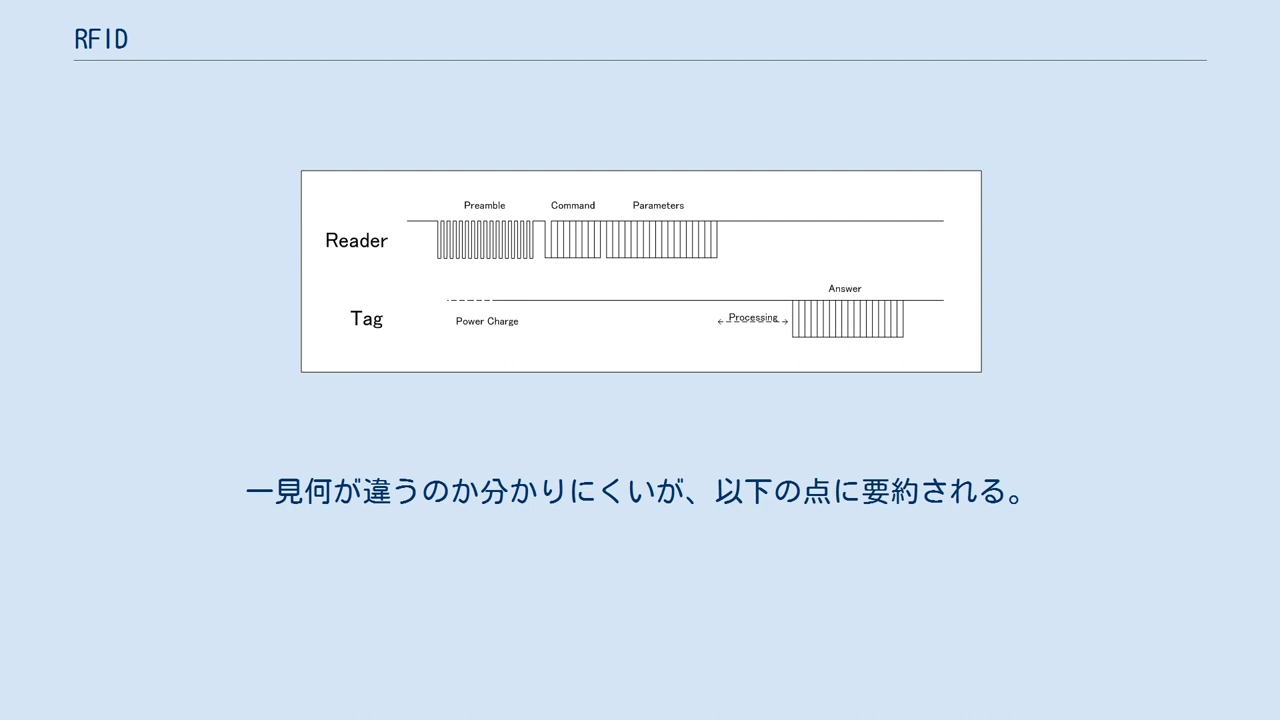 RFID
Preamble Command Parameters
Reader
Answer
Tag
Power Charge
Processing
一見何が違うのか分かりにくいが、以下の点に要約される。